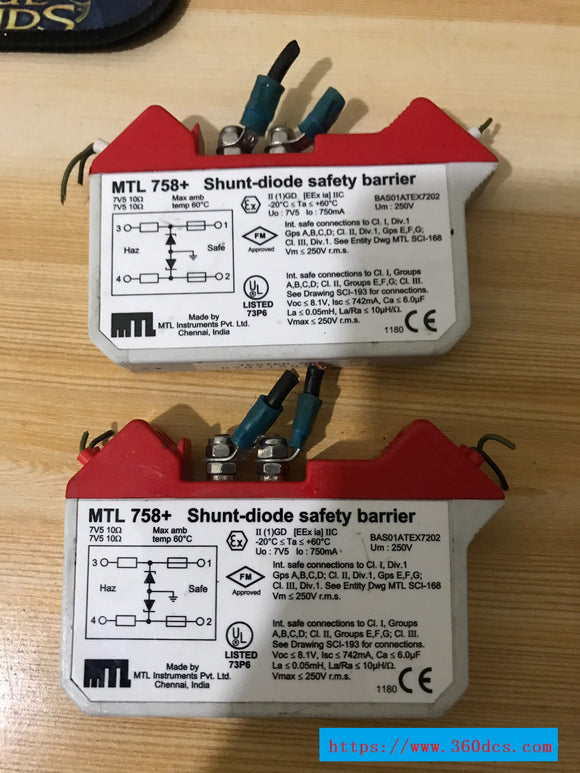 MTL 758+ Shunt-diode safety barrier
7V5 10Ω
7V5 10Ω
Max amb
temp 60°C
3
1
Haz
Safe
4
2
Ex
II (1)GD [EEx ia] IIC
-20°C ≤ Ta ≤ +60°C
Uo : 7V5 Io : 750mA
BAS01ATEX7202
Um : 250V
FM
Approved
Int. safe connections to Cl. I, Div.1
Gps A,B,C,D; Cl. II, Div.1, Gps E,F,G;
Cl. III, Div.1. See Entity Dwg MTL SCI-168
Vm ≤ 250V r.m.s.
UL
LISTED
73P6
Int. safe connections to Cl. I, Groups
A,B,C,D; Cl. II, Groups E,F,G; Cl. III.
See Drawing SCI-193 for connections.
Voc ≤ 8.1V, Isc ≤ 742mA, Ca ≤ 6.0µF
La ≤ 0.05mH, La/Ra ≤ 10µH/Ω.
Vmax ≤ 250V r.m.s.
MTL
Made by
MTL Instruments Pvt. Ltd.
Chennai, India
1180 CE
MTL 758+ Shunt-diode safety barrier
7V5 10Ω
7V5 10Ω
Max amb
temp 60°C
3
1
Haz
Safe
4
2
Ex
II (1)GD [EEx ia] IIC
-20°C ≤ Ta ≤ +60°C
Uo : 7V5 Io : 750mA
BAS01ATEX7202
Um : 250V
FM
Approved
Int. safe connections to Cl. I, Div.1
Gps A,B,C,D; Cl. II, Div.1, Gps E,F,G;
Cl. III, Div.1. See Entity Dwg MTL SCI-168
Vm ≤ 250V r.m.s.
UL
LISTED
73P6
Int. safe connections to Cl. I, Groups
A,B,C,D; Cl. II, Groups E,F,G; Cl. III.
See Drawing SCI-193 for connections.
Voc ≤ 8.1V, Isc ≤ 742mA, Ca ≤ 6.0µF
La ≤ 0.05mH, La/Ra ≤ 10µH/Ω.
Vmax ≤ 250V r.m.s.
MTL
Made by
MTL Instruments Pvt. Ltd.
Chennai, India
1180 CE
https://www.360dcs.com